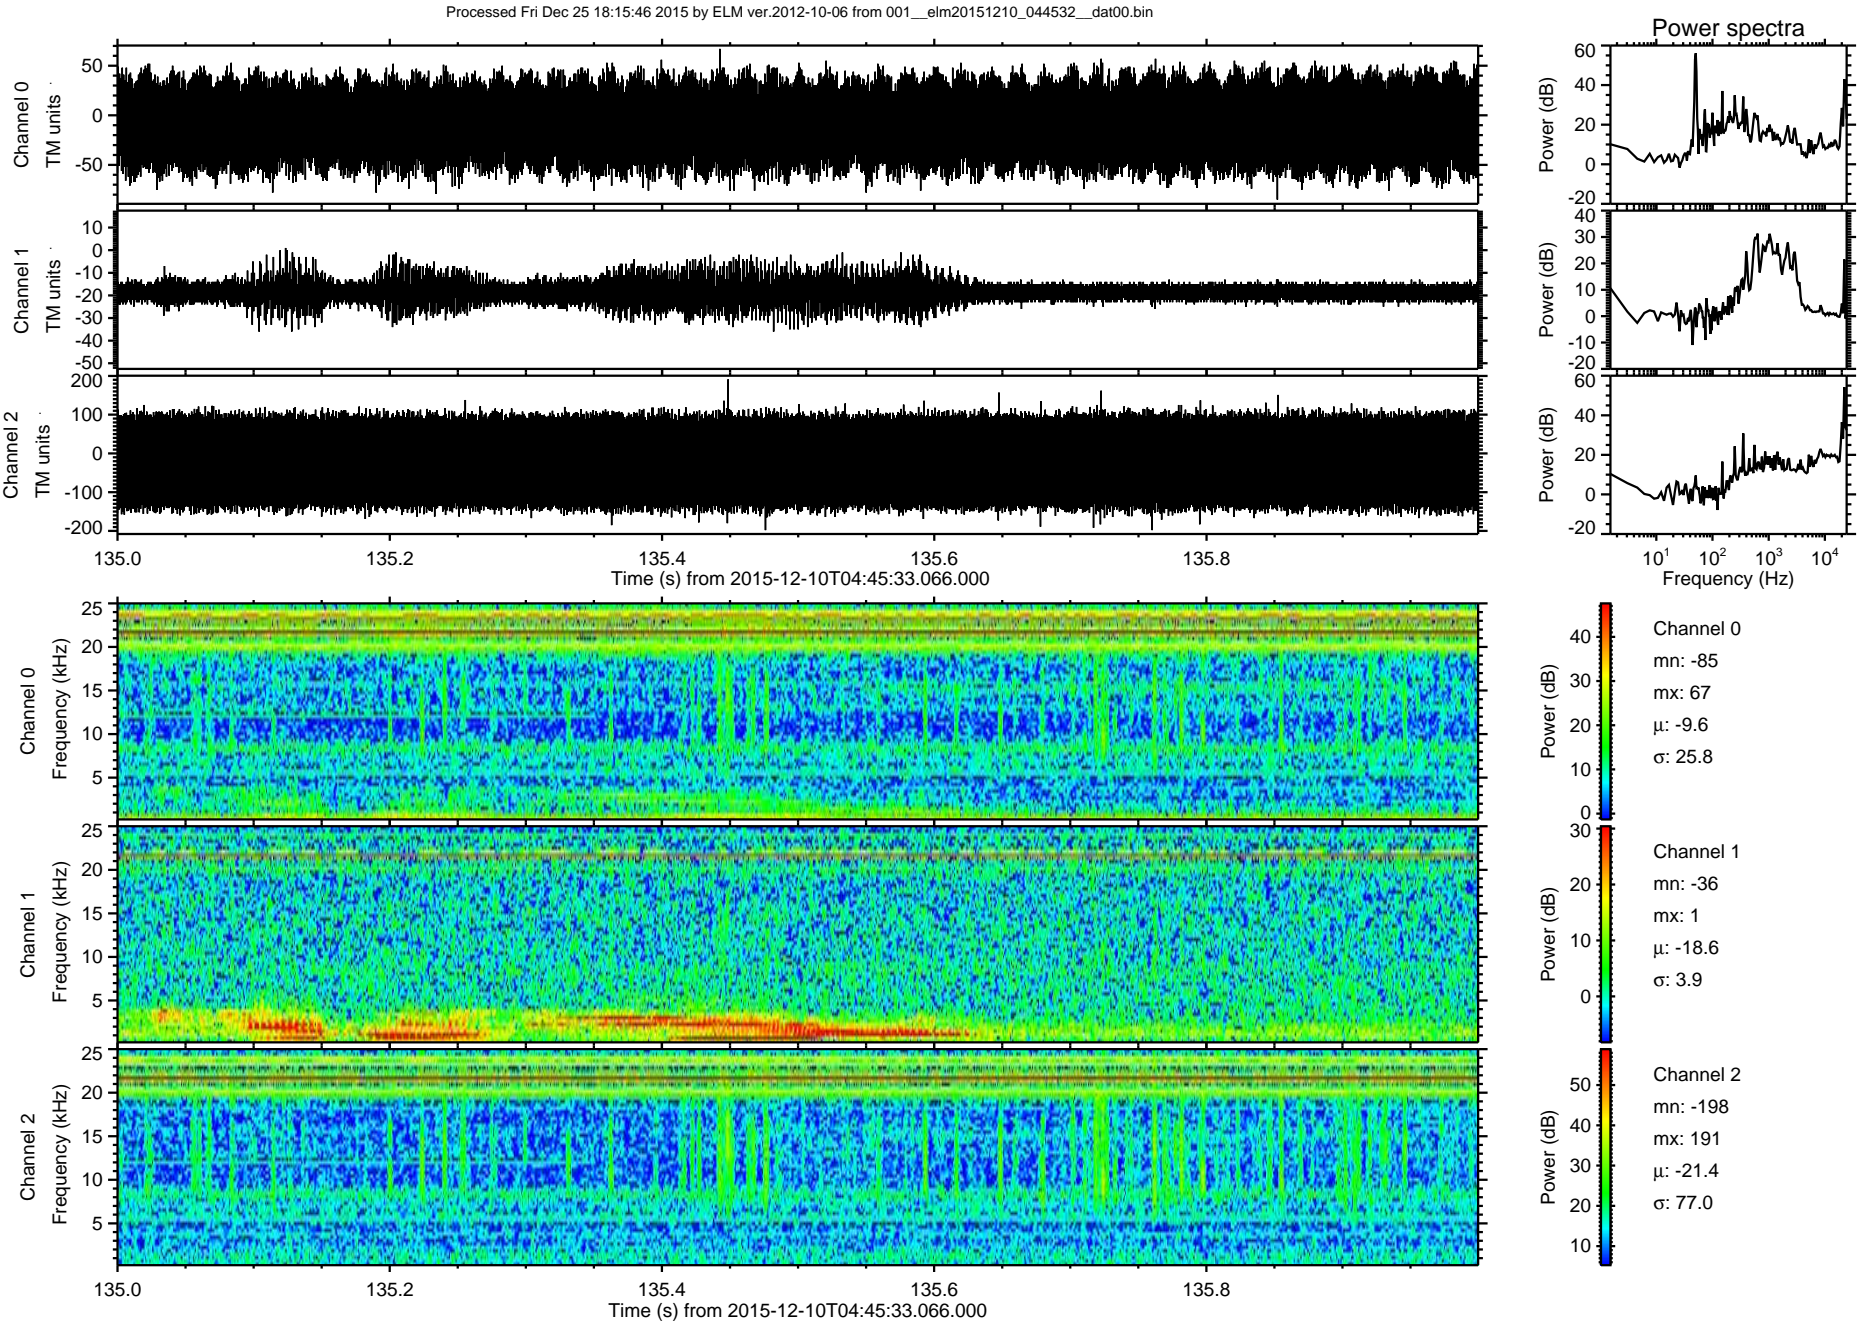 Processed Fri Dec 25 18:15:46 2015 by ELM ver.2012-10-06 from 001__elm20151210_044532__dat00.bin
Power spectra
Channel 0
TM units
50
0
-50
Power (dB)
60
40
20
0
-20
Channel 1
TM units
10
0
-10
-20
-30
-40
-50
Power (dB)
40
30
20
10
0
-10
-20
Channel 2
TM units
200
100
0
-100
-200
Power (dB)
60
40
20
0
-20
135.0 135.2 135.4 135.6 135.8
Time (s) from 2015-12-10T04:45:33.066.000
10¹ 10² 10³ 10⁴
Frequency (Hz)
Channel 0
Frequency (kHz)
25
20
15
10
5
Power (dB)
40
30
20
10
0
Channel 0
mn: -85
mx: 67
μ: -9.6
σ: 25.8
Channel 1
Frequency (kHz)
25
20
15
10
5
Power (dB)
30
20
10
0
Channel 1
mn: -36
mx: 1
μ: -18.6
σ: 3.9
Channel 2
Frequency (kHz)
25
20
15
10
5
Power (dB)
50
40
30
20
10
Channel 2
mn: -198
mx: 191
μ: -21.4
σ: 77.0
135.0 135.2 135.4 135.6 135.8
Time (s) from 2015-12-10T04:45:33.066.000